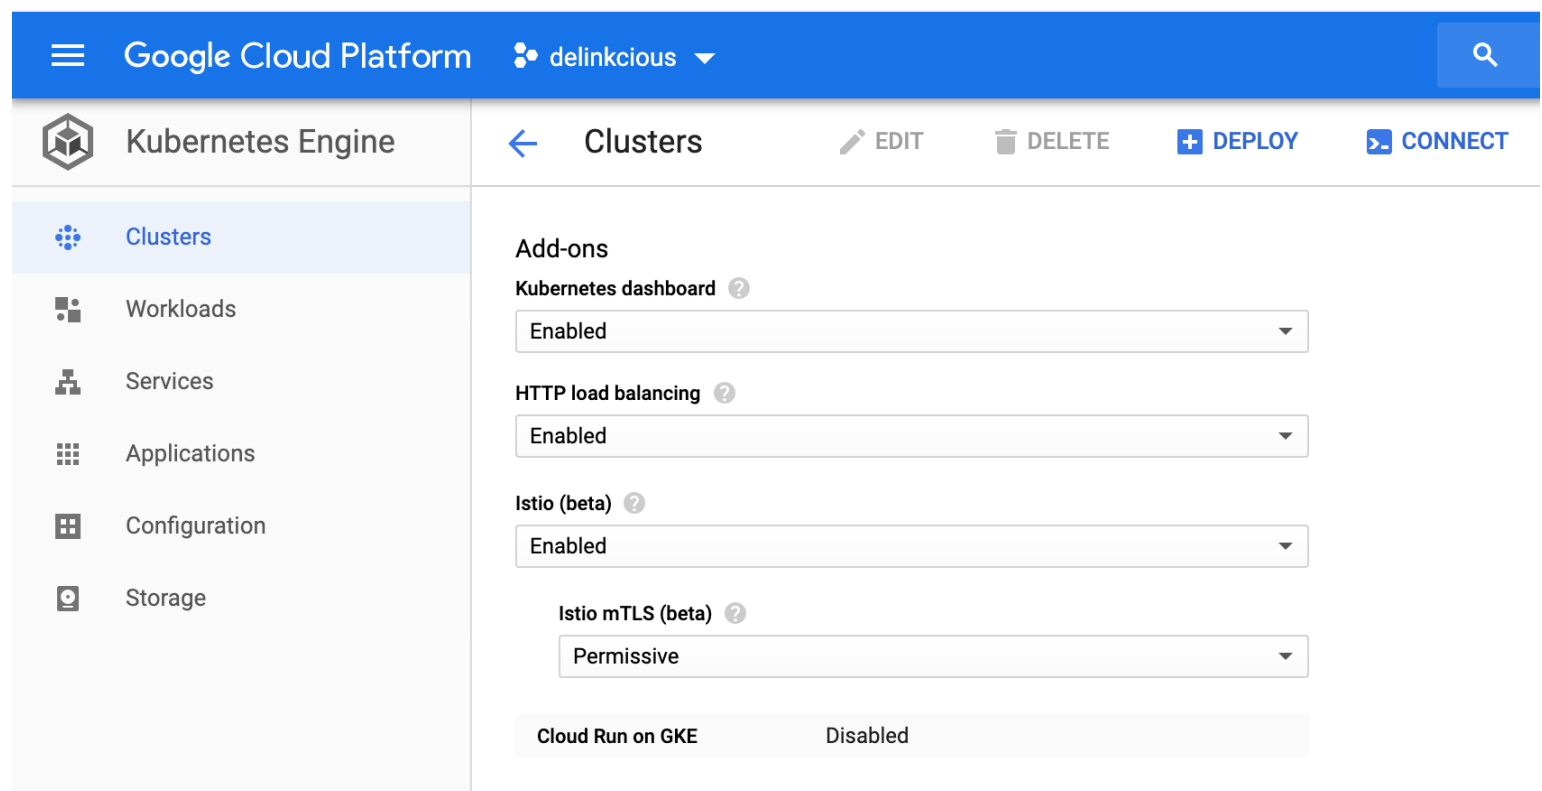 Google Cloud Platform
delinkcious
Kubernetes Engine
Clusters
EDIT
DELETE
DEPLOY
CONNECT
Clusters
Workloads
Services
Applications
Configuration
Storage
Add-ons
Kubernetes dashboard ?
Enabled
HTTP load balancing ?
Enabled
Istio (beta) ?
Enabled
Istio mTLS (beta) ?
Permissive
Cloud Run on GKE Disabled